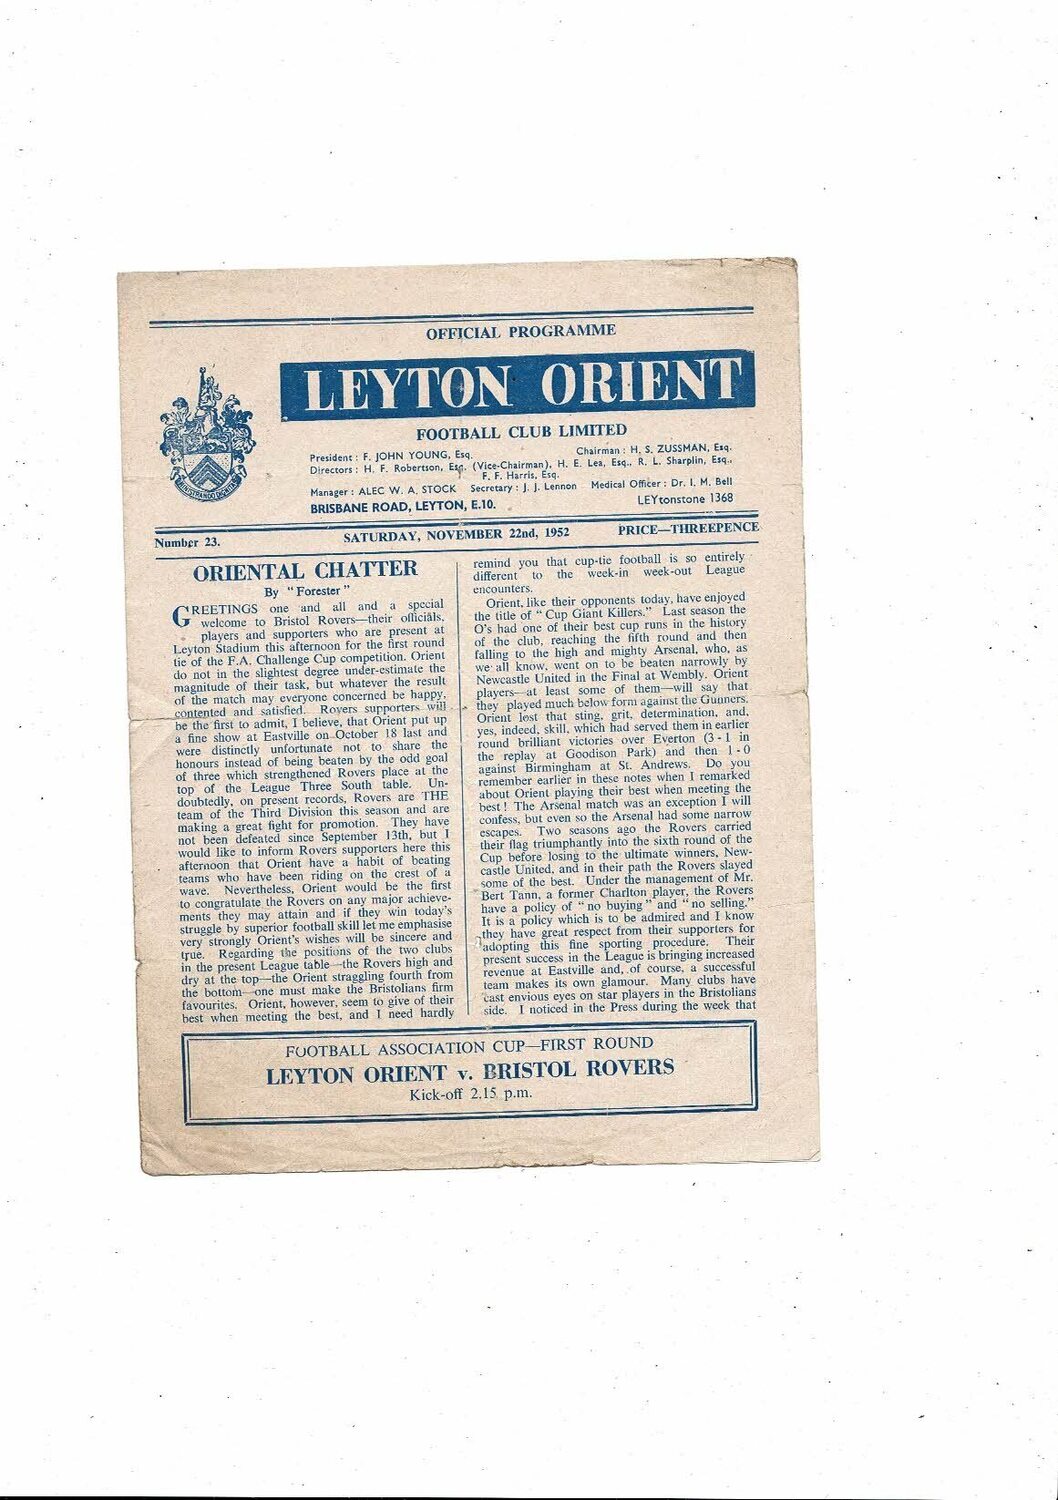 OFFICIAL PROGRAMME
LEYTON ORIENT
FOOTBALL CLUB LIMITED
President : F. JOHN YOUNG, Esq. Chairman : H. S. ZUSSMAN, Esq.
Directors : H. F. Robertson, Esq. (Vice-Chairman), H. E. Lea, Esq., R. L. Sharplin, Esq.,
F. F. Harris, Esq.
Manager : ALEC W. A. STOCK Secretary : J. J. Lennon Medical Officer : Dr. I. M. Bell
BRISBANE ROAD, LEYTON, E.10. LEYtonstone 1368
Number 23. SATURDAY, NOVEMBER 22nd, 1952 PRICE—THREEPENCE
ORIENTAL CHATTER
By "Forester"
GREETINGS one and all and a special
welcome to Bristol Rovers—their officials,
players and supporters who are present at
Leyton Stadium this afternoon for the first round
tie of the F.A. Challenge Cup competition. Orient
do not in the slightest degree under-estimate the
magnitude of their task, but whatever the result
of the match may everyone concerned be happy,
contented and satisfied. Rovers supporters will
be the first to admit, I believe, that Orient put up
a fine show at Eastville on October 18 last and
were distinctly unfortunate not to share the
honours instead of being beaten by the odd goal
of three which strengthened Rovers place at the
top of the League Three South table. Un-
doubtedly, on present records, Rovers are THE
team of the Third Division this season and are
making a great fight for promotion. They have
not been defeated since September 13th, but I
would like to inform Rovers supporters here this
afternoon that Orient have a habit of beating
teams who have been riding on the crest of a
wave. Nevertheless, Orient would be the first
to congratulate the Rovers on any major achieve-
ments they may attain and if they win today's
struggle by superior football skill let me emphasise
very strongly Orient's wishes will be sincere and
true. Regarding the positions of the two clubs
in the present League table—the Rovers high and
dry at the top—the Orient straggling fourth from
the bottom—one must make the Bristolians firm
favourites. Orient, however, seem to give of their
best when meeting the best, and I need hardly
remind you that cup-tie football is so entirely
different to the week-in week-out League
encounters.
Orient, like their opponents today, have enjoyed
the title of "Cup Giant Killers." Last season the
O's had one of their best cup runs in the history
of the club, reaching the fifth round and then
falling to the high and mighty Arsenal, who, as
we all know, went on to be beaten narrowly by
Newcastle United in the Final at Wembly. Orient
players—at least some of them—will say that
they played much below form against the Gunners.
Orient lost that sting, grit, determination, and,
yes, indeed, skill, which had served them in earlier
round brilliant victories over Everton (3-1 in
the replay at Goodison Park) and then 1-0
against Birmingham at St. Andrews. Do you
remember earlier in these notes when I remarked
about Orient playing their best when meeting the
best! The Arsenal match was an exception I will
confess, but even so the Arsenal had some narrow
escapes. Two seasons ago the Rovers carried
their flag triumphantly into the sixth round of the
Cup before losing to the ultimate winners, New-
castle United, and in their path the Rovers slayed
some of the best. Under the management of Mr.
Bert Tann, a former Charlton player, the Rovers
have a policy of "no buying" and "no selling."
It is a policy which is to be admired and I know
they have great respect from their supporters for
adopting this fine sporting procedure. Their
present success in the League is bringing increased
revenue at Eastville and, of course, a successful
team makes its own glamour. Many clubs have
cast envious eyes on star players in the Bristolians
side. I noticed in the Press during the week that
FOOTBALL ASSOCIATION CUP—FIRST ROUND
LEYTON ORIENT v. BRISTOL ROVERS
Kick-off 2.15 p.m.